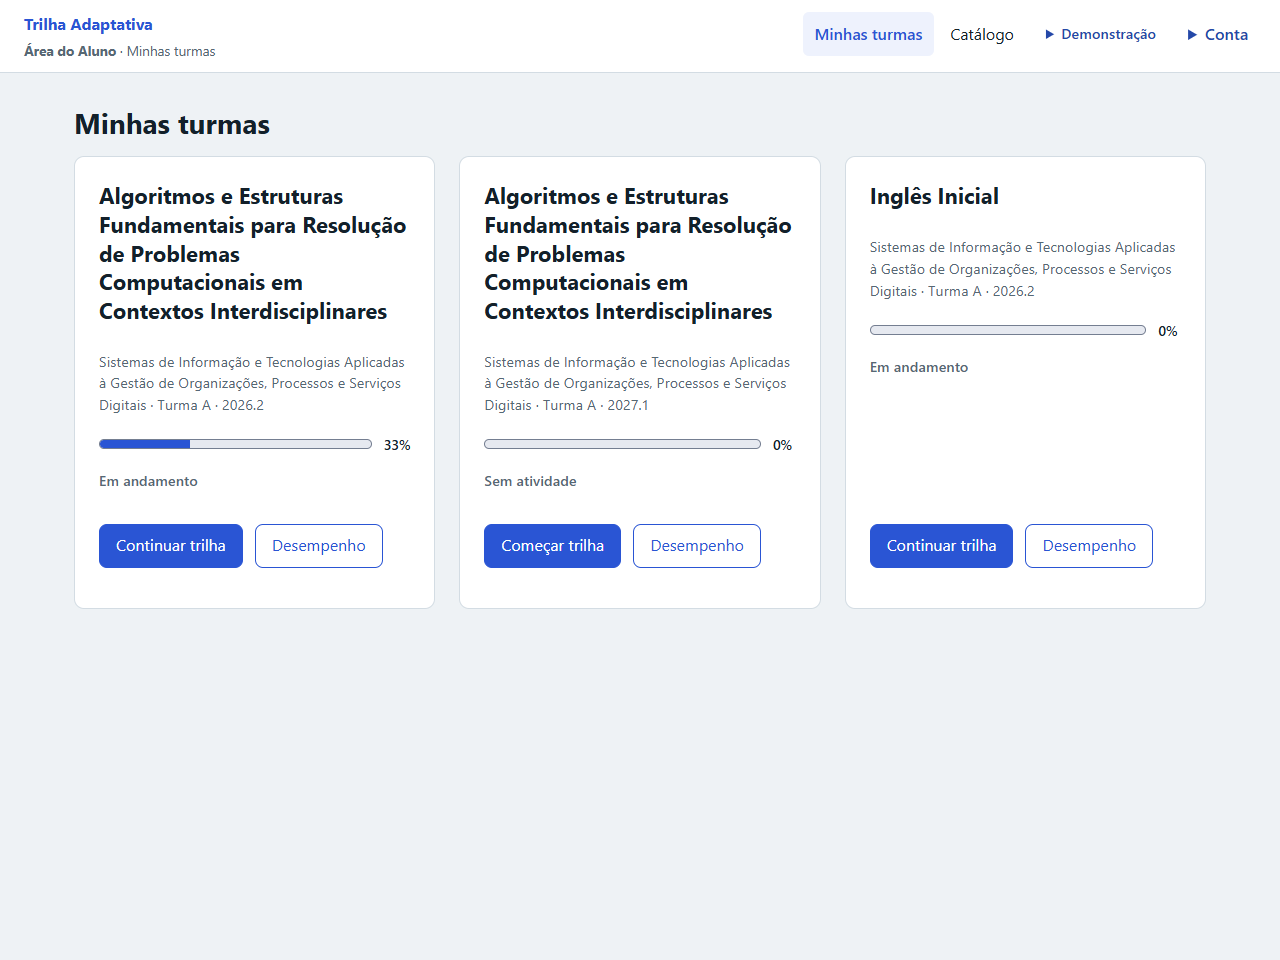 Trilha Adaptativa
Área do Aluno · Minhas turmas
Minhas turmas
Catálogo
Demonstração
Conta
Minhas turmas
Algoritmos e Estruturas
Fundamentais para Resolução
de Problemas
Computacionais em
Contextos Interdisciplinares
Sistemas de Informação e Tecnologias Aplicadas
à Gestão de Organizações, Processos e Serviços
Digitais · Turma A · 2026.2
33%
Em andamento
Continuar trilha
Desempenho
Algoritmos e Estruturas
Fundamentais para Resolução
de Problemas
Computacionais em
Contextos Interdisciplinares
Sistemas de Informação e Tecnologias Aplicadas
à Gestão de Organizações, Processos e Serviços
Digitais · Turma A · 2027.1
0%
Sem atividade
Começar trilha
Desempenho
Inglês Inicial
Sistemas de Informação e Tecnologias Aplicadas
à Gestão de Organizações, Processos e Serviços
Digitais · Turma A · 2026.2
0%
Em andamento
Continuar trilha
Desempenho